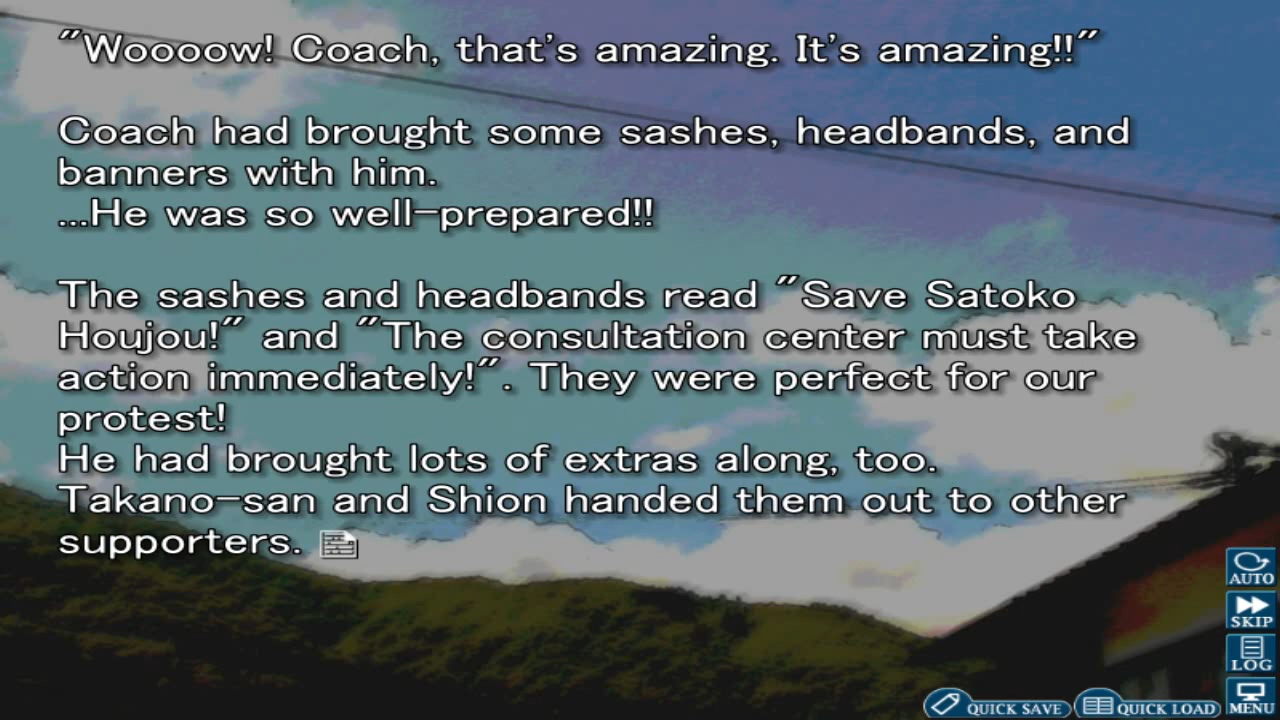 "Woooow! Coach, that's amazing. It's amazing!!"
Coach had brought some sashes, headbands, and
banners with him.
...He was so well-prepared!!
The sashes and headbands read "Save Satoko
Houjou!" and "The consultation center must take
action immediately!". They were perfect for our
protest!
He had brought lots of extras along, too.
Takano-san and Shion handed them out to other
supporters.
AUTO
SKIP
LOG
MENU
QUICK SAVE
QUICK LOAD